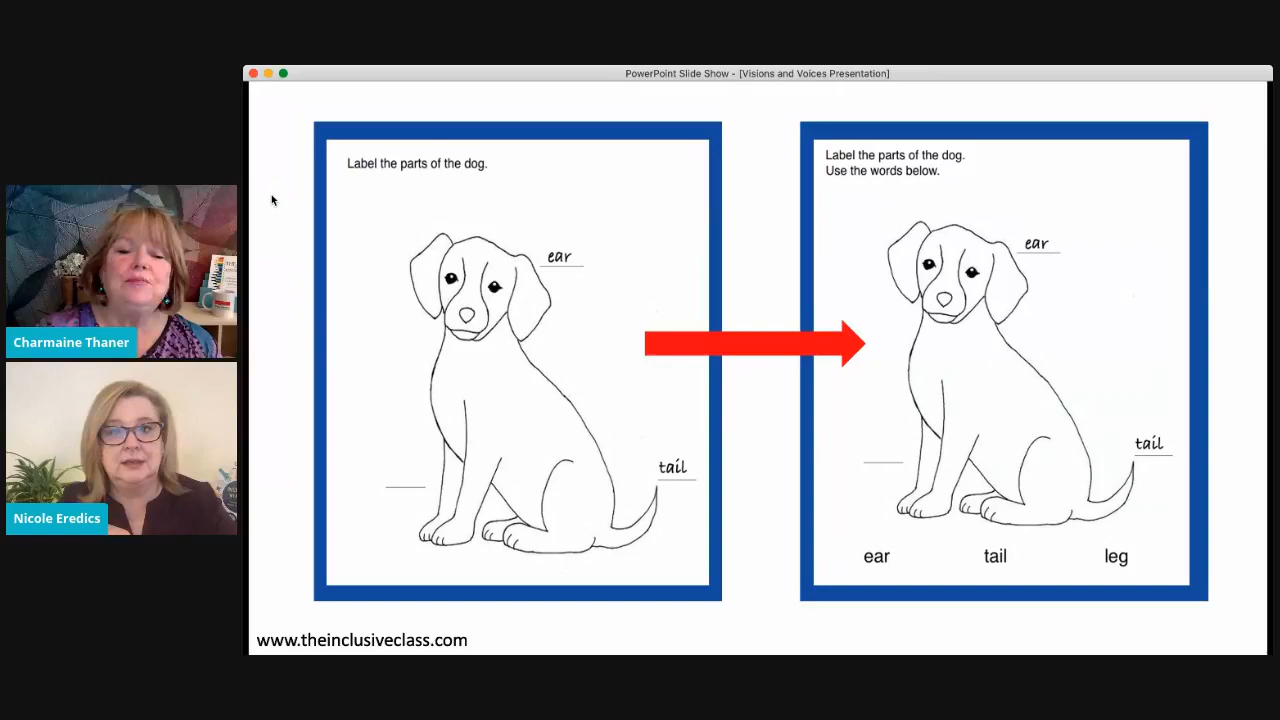 PowerPoint Slide Show - [Visions and Voices Presentation]
Label the parts of the dog.
ear
tail
Label the parts of the dog.
Use the words below.
ear
tail
ear tail leg
www.theinclusiveclass.com
Charmaine Thaner
Nicole Eredics